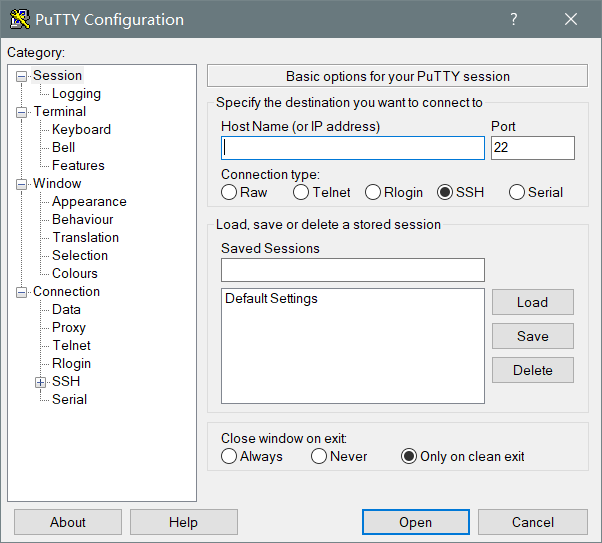 PuTTY Configuration
?
Category:
Session
Logging
Terminal
Keyboard
Bell
Features
Window
Appearance
Behaviour
Translation
Selection
Colours
Connection
Data
Proxy
Telnet
Rlogin
SSH
Serial
Basic options for your PuTTY session
Specify the destination you want to connect to
Host Name (or IP address) Port
22
Connection type:
Raw Telnet Rlogin SSH Serial
Load, save or delete a stored session
Saved Sessions
Default Settings
Load
Save
Delete
Close window on exit:
Always Never Only on clean exit
About Help Open Cancel